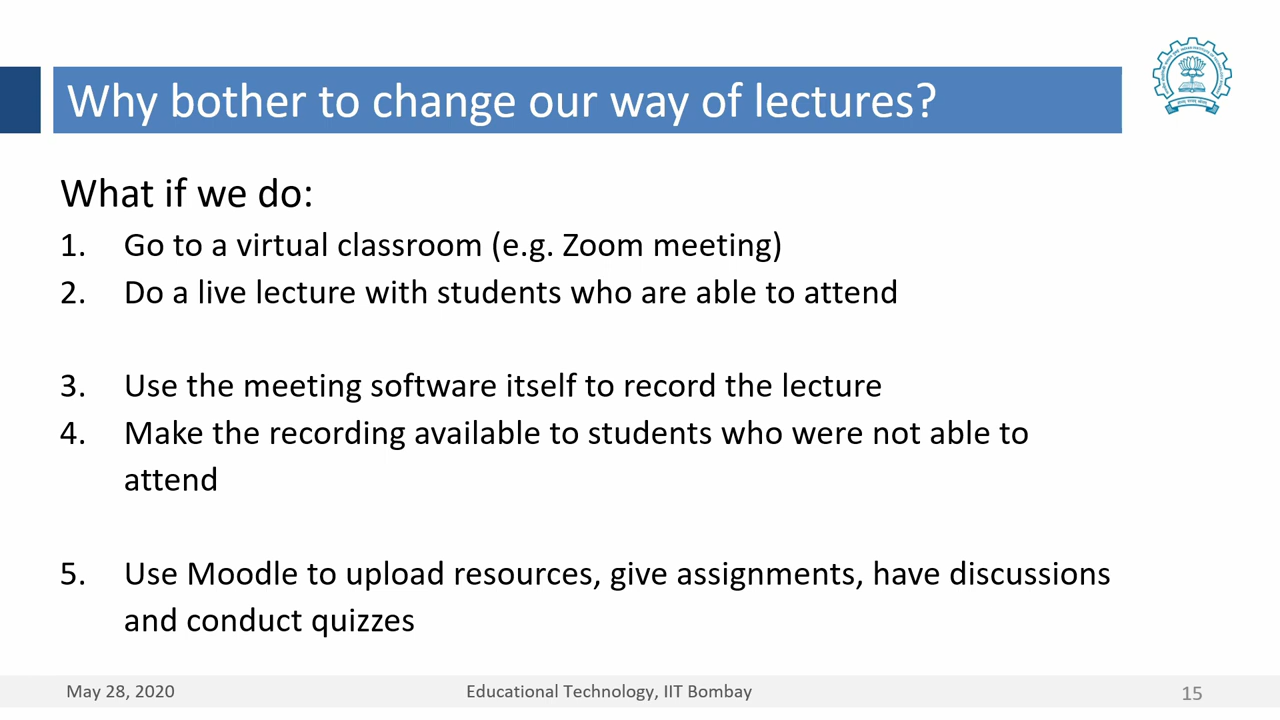 Why bother to change our way of lectures?
What if we do:
1. Go to a virtual classroom (e.g. Zoom meeting)
2. Do a live lecture with students who are able to attend
3. Use the meeting software itself to record the lecture
4. Make the recording available to students who were not able to
attend
5. Use Moodle to upload resources, give assignments, have discussions
and conduct quizzes
May 28, 2020
Educational Technology, IIT Bombay
15